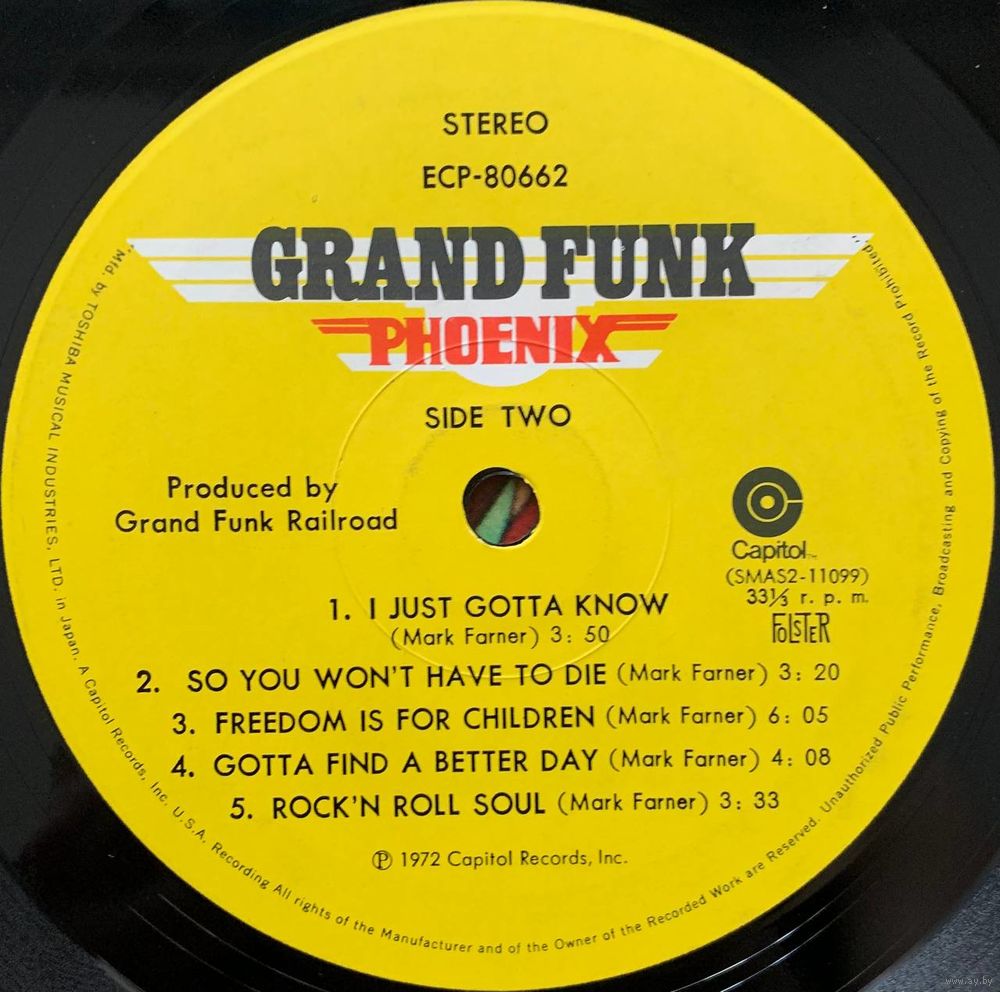 STEREO
ECP-80662
GRAND FUNK
PHOENIX
SIDE TWO
Produced by
Grand Funk Railroad
Capitol™
(SMAS2-11099)
33⅓ r. p. m.
FOLSTER
1. I JUST GOTTA KNOW
(Mark Farner) 3: 50
2. SO YOU WON'T HAVE TO DIE (Mark Farner) 3: 20
3. FREEDOM IS FOR CHILDREN (Mark Farner) 6: 05
4. GOTTA FIND A BETTER DAY (Mark Farner) 4: 08
5. ROCK'N ROLL SOUL (Mark Farner) 3: 33
Ⓟ 1972 Capitol Records, Inc.
"Mfd. by TOSHIBA MUSICAL INDUSTRIES, LTD. in Japan. A Capitol Records, Inc. U.S.A. Recording All rights of the Manufacturer and of the Owner of the Recorded Work are Reserved. Unauthorized Public Performance, Broadcasting and Copying of the Record Prohibited"
www.ay.by